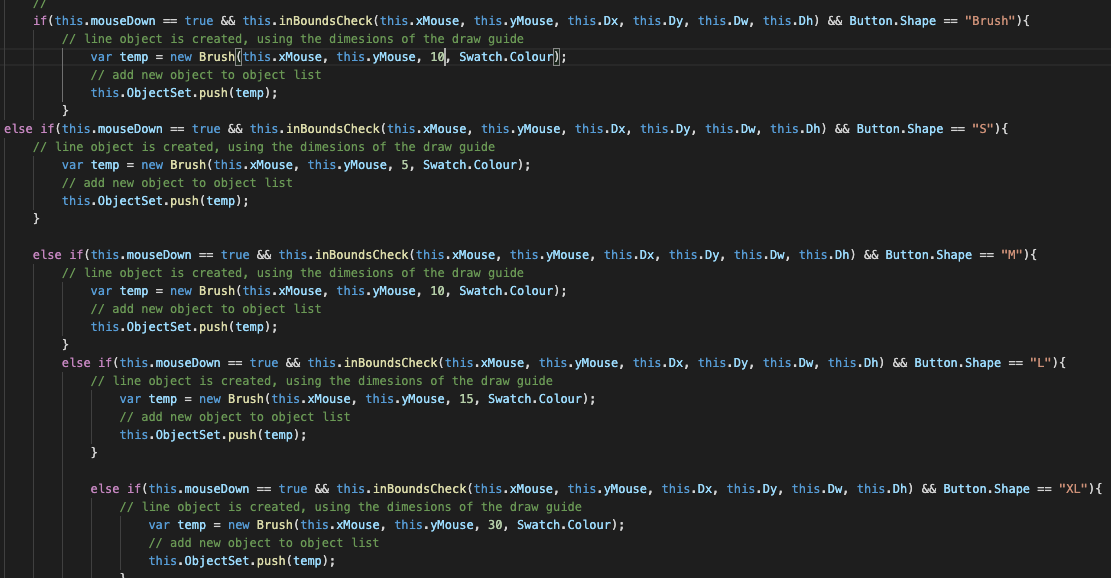 //
if(this.mouseDown == true && this.inBoundsCheck(this.xMouse, this.yMouse, this.Dx, this.Dy, this.Dw, this.Dh) && Button.Shape == "Brush"){
// line object is created, using the dimesions of the draw guide
var temp = new Brush(this.xMouse, this.yMouse, 10, Swatch.Colour);
// add new object to object list
this.ObjectSet.push(temp);
}
else if(this.mouseDown == true && this.inBoundsCheck(this.xMouse, this.yMouse, this.Dx, this.Dy, this.Dw, this.Dh) && Button.Shape == "S"){
// line object is created, using the dimesions of the draw guide
var temp = new Brush(this.xMouse, this.yMouse, 5, Swatch.Colour);
// add new object to object list
this.ObjectSet.push(temp);
}
else if(this.mouseDown == true && this.inBoundsCheck(this.xMouse, this.yMouse, this.Dx, this.Dy, this.Dw, this.Dh) && Button.Shape == "M"){
// line object is created, using the dimesions of the draw guide
var temp = new Brush(this.xMouse, this.yMouse, 10, Swatch.Colour);
// add new object to object list
this.ObjectSet.push(temp);
}
else if(this.mouseDown == true && this.inBoundsCheck(this.xMouse, this.yMouse, this.Dx, this.Dy, this.Dw, this.Dh) && Button.Shape == "L"){
// line object is created, using the dimesions of the draw guide
var temp = new Brush(this.xMouse, this.yMouse, 15, Swatch.Colour);
// add new object to object list
this.ObjectSet.push(temp);
}
else if(this.mouseDown == true && this.inBoundsCheck(this.xMouse, this.yMouse, this.Dx, this.Dy, this.Dw, this.Dh) && Button.Shape == "XL"){
// line object is created, using the dimesions of the draw guide
var temp = new Brush(this.xMouse, this.yMouse, 30, Swatch.Colour);
// add new object to object list
this.ObjectSet.push(temp);
}